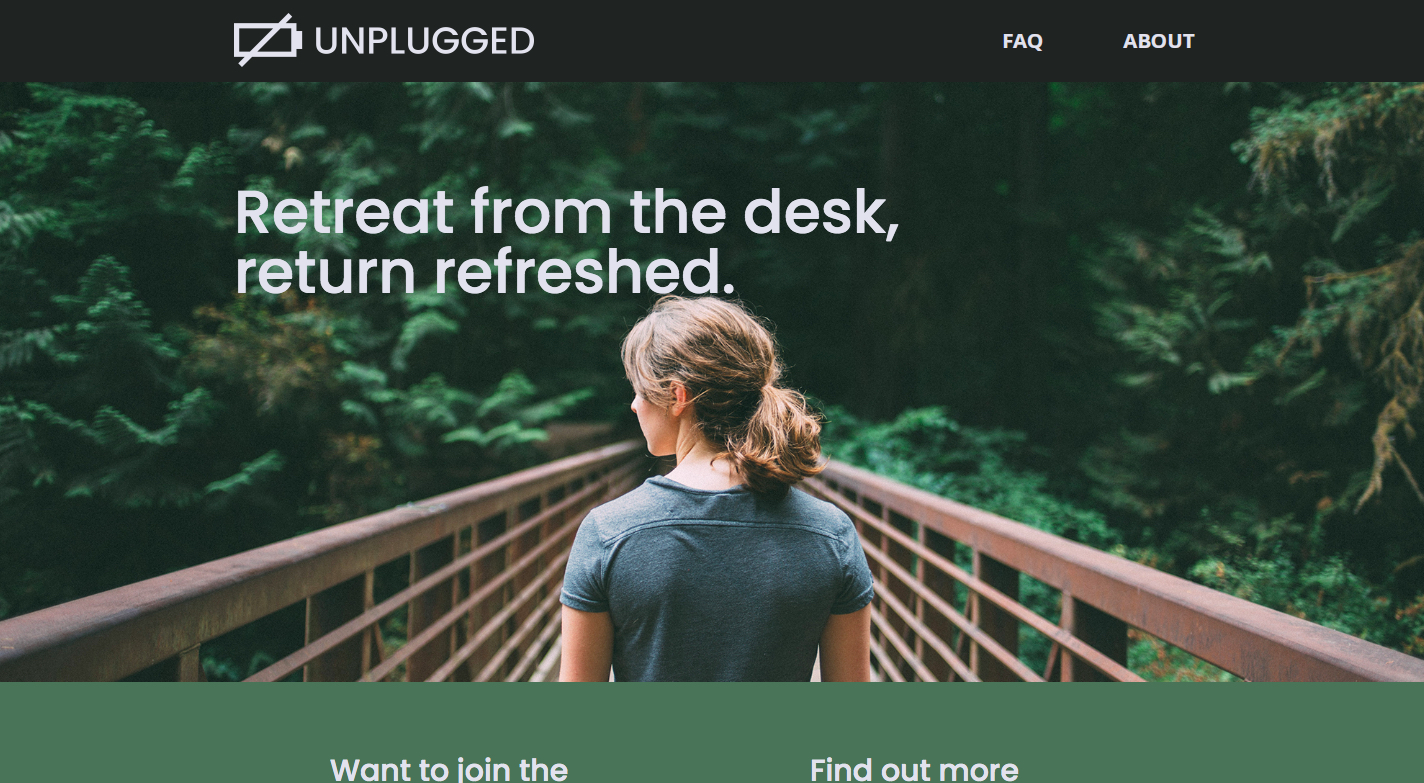 UNPLUGGED
FAQ
ABOUT
Retreat from the desk,
return refreshed.
Want to join the
Find out more